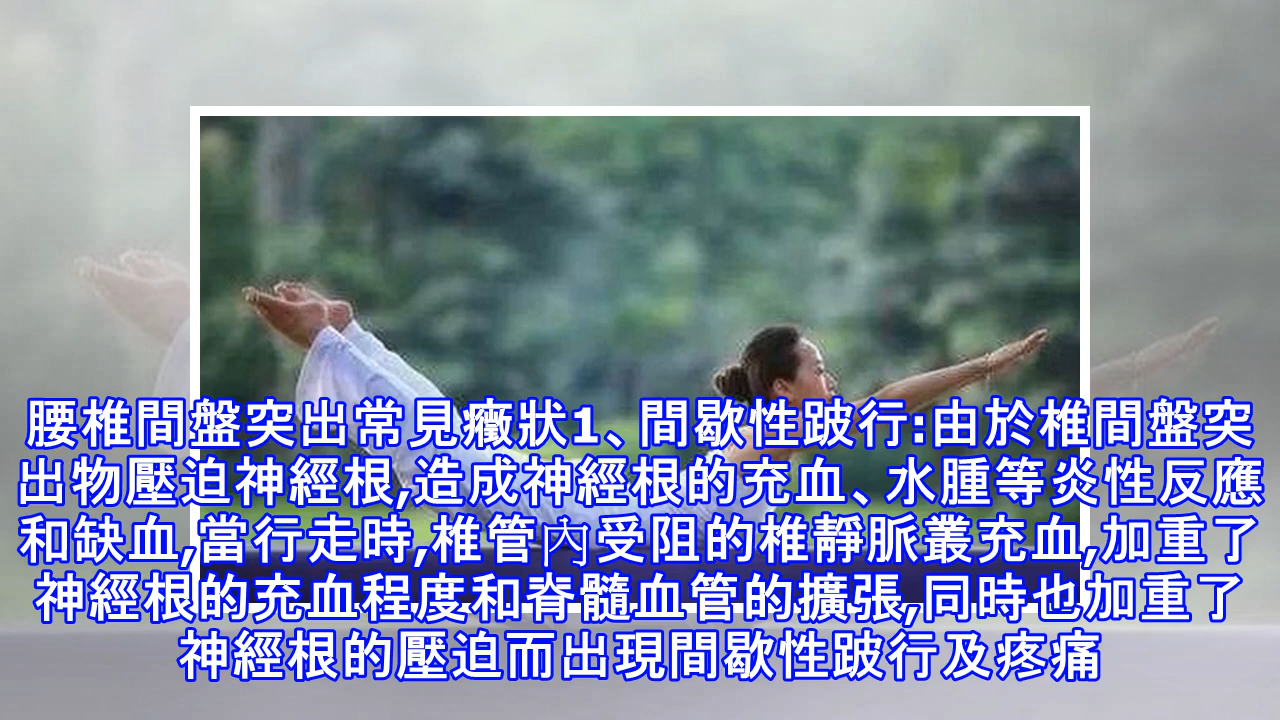 腰椎間盤突出常見癥狀1、間歇性跛行:由於椎間盤突
出物壓迫神經根,造成神經根的充血、水腫等炎性反應
和缺血,當行走時,椎管內受阻的椎靜脈叢充血,加重了
神經根的充血程度和脊髓血管的擴張,同時也加重了
神經根的壓迫而出現間歇性跛行及疼痛